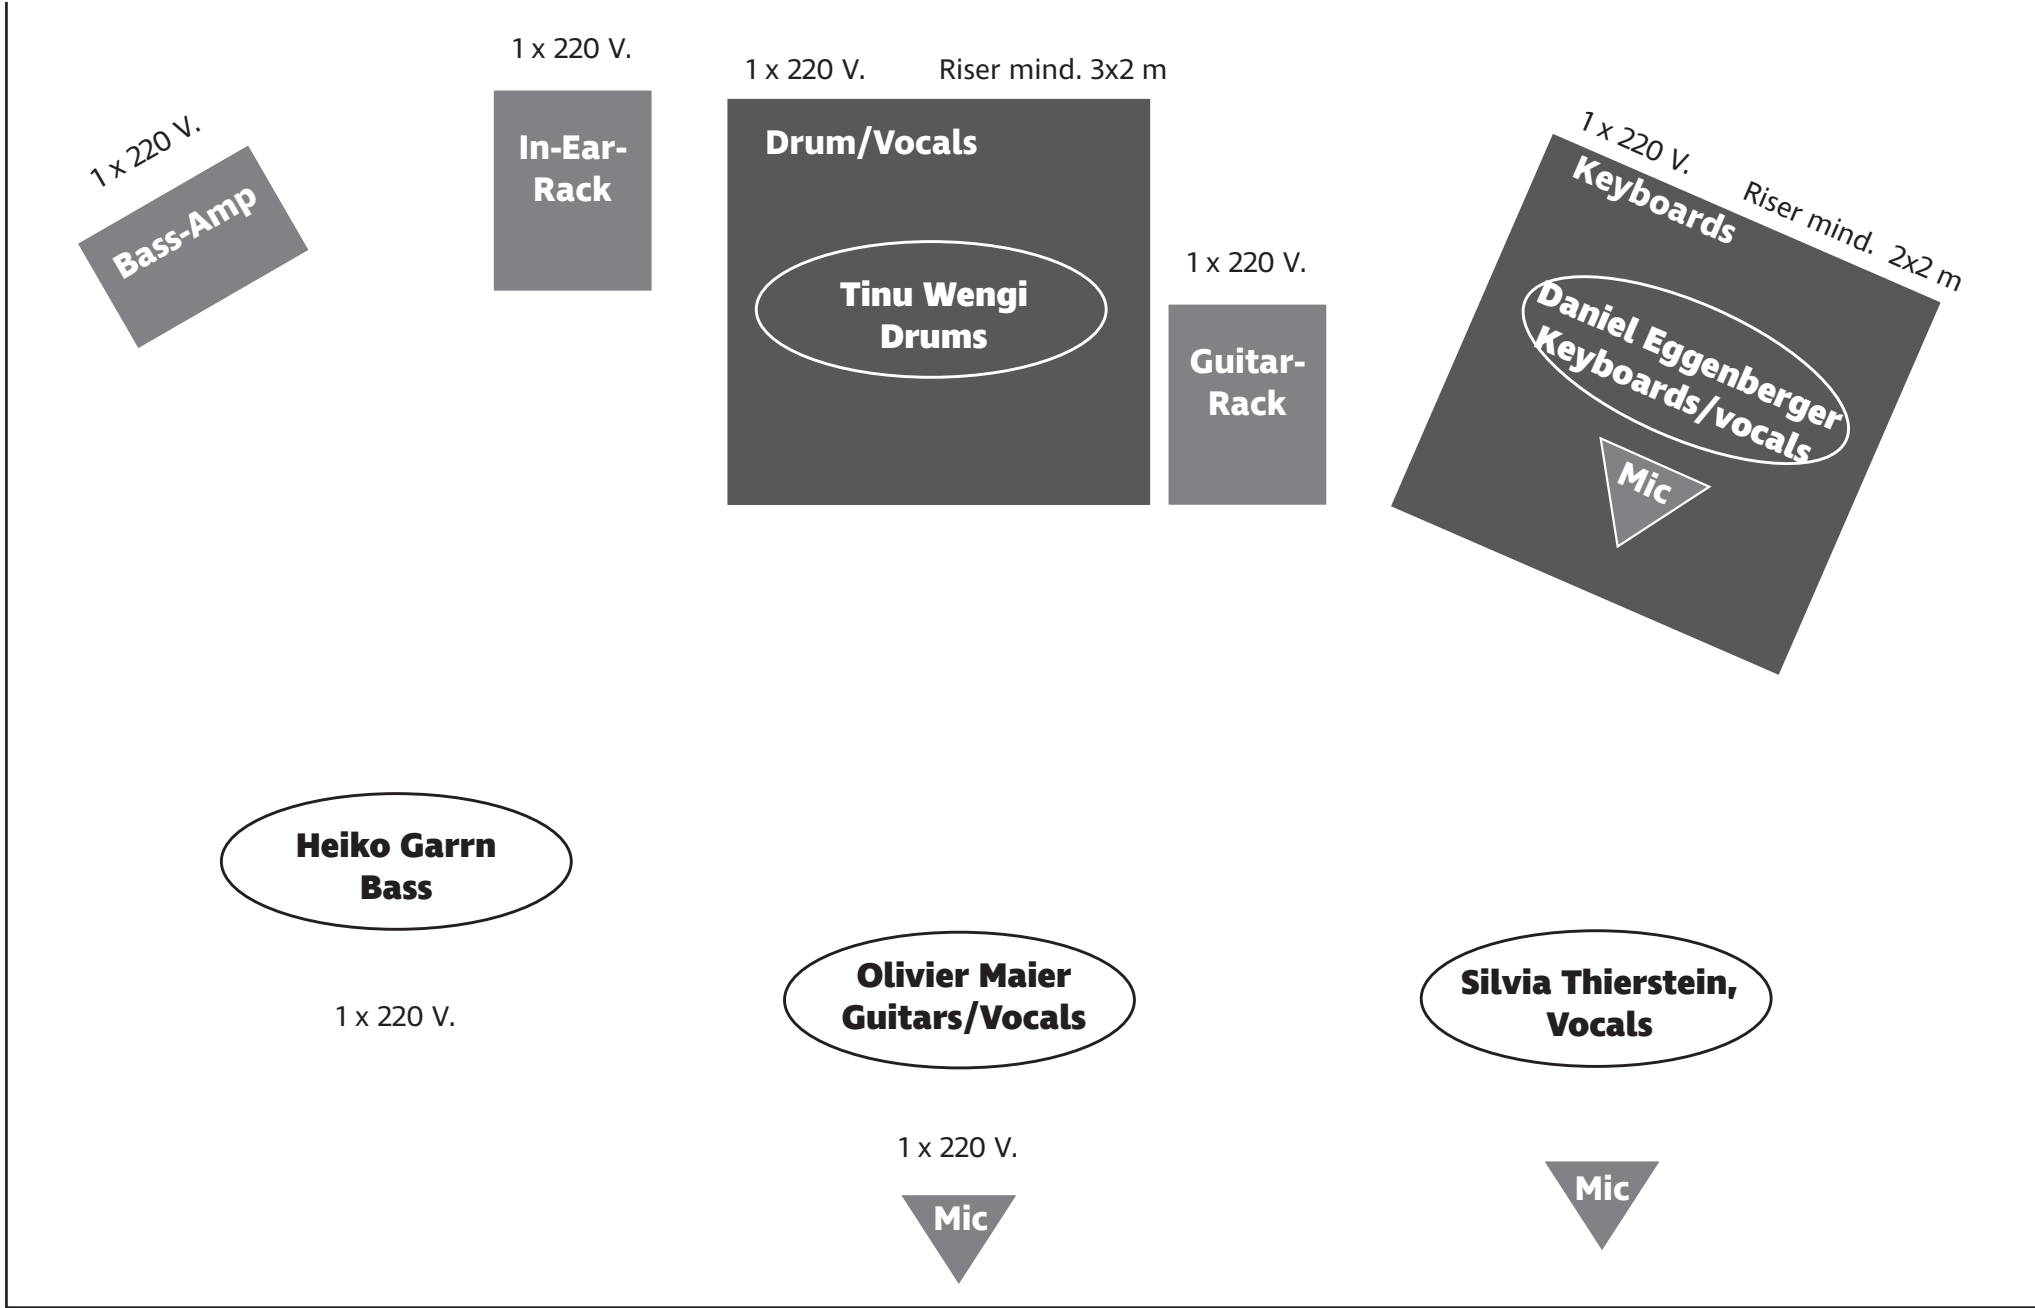 1 x 220 V.
Bass-Amp
1 x 220 V.
In-Ear-
Rack
1 x 220 V.
Riser mind. 3x2 m
Drum/Vocals
Tinu Wengi
Drums
1 x 220 V.
Guitar-
Rack
1 x 220 V.
Riser mind. 2x2 m
Keyboards
Daniel Eggenberger
Keyboards/vocals
Mic
Heiko Garrn
Bass
1 x 220 V.
Olivier Maier
Guitars/Vocals
1 x 220 V.
Mic
Silvia Thierstein,
Vocals
Mic